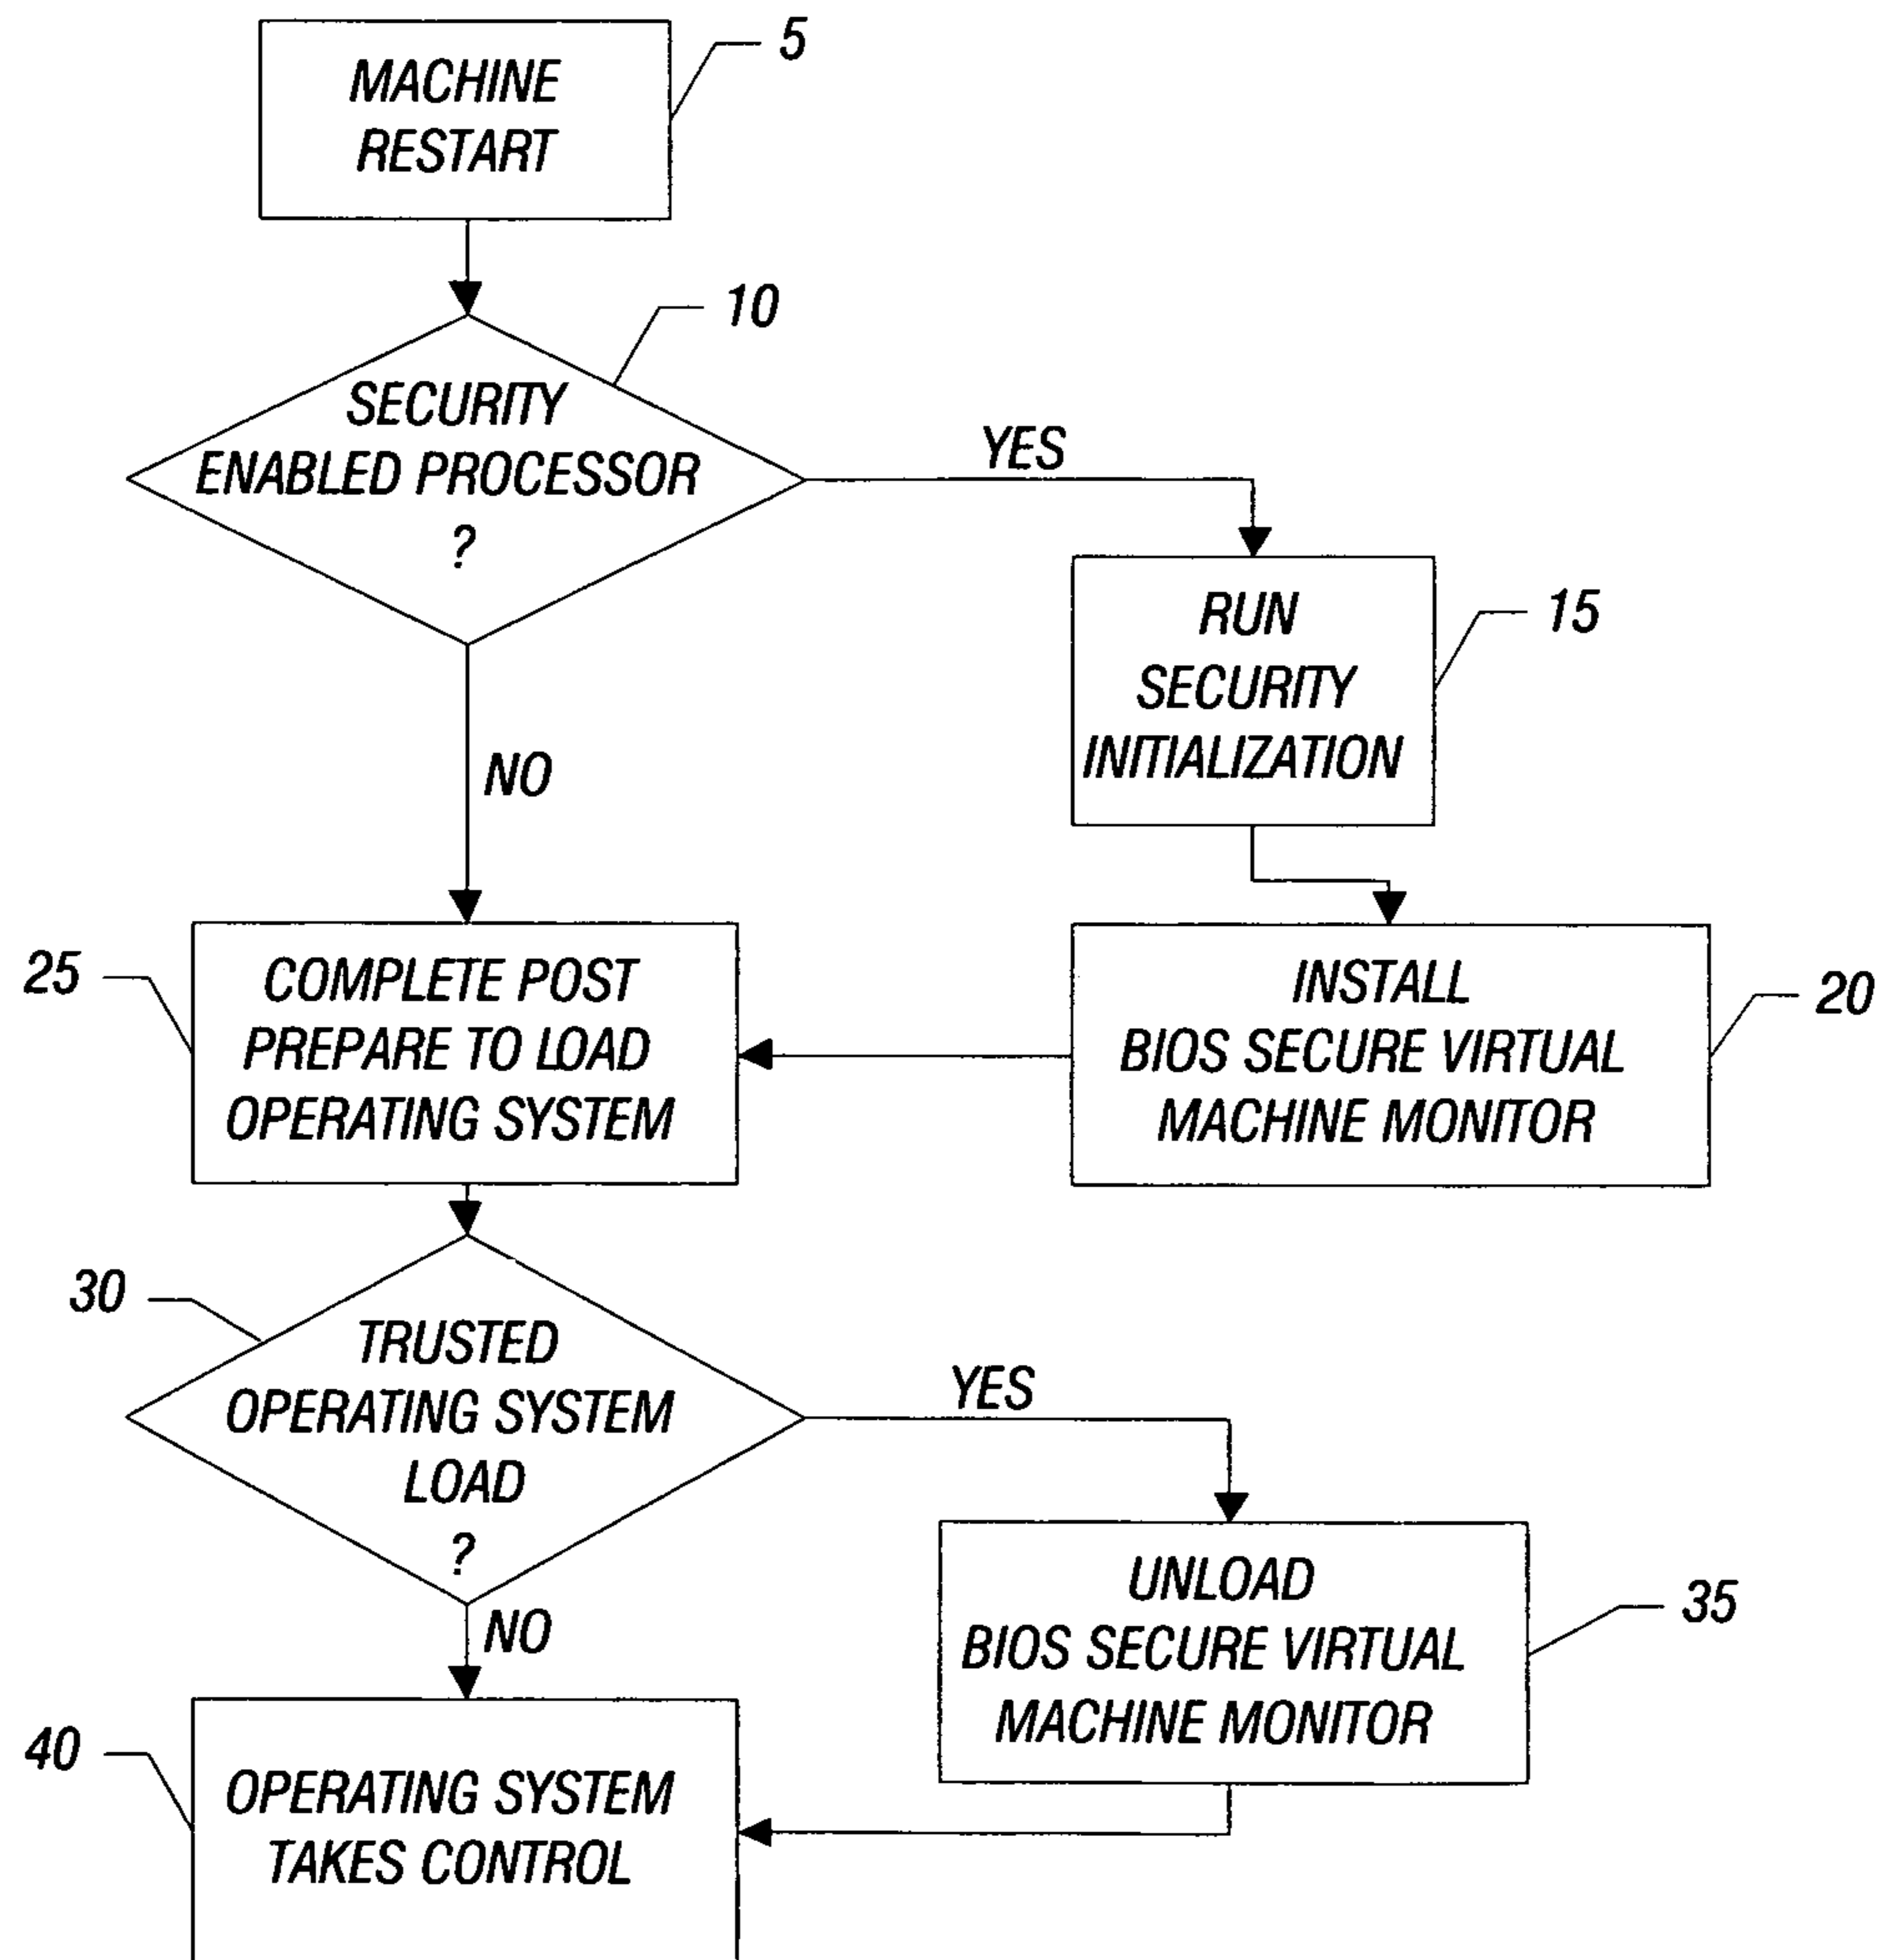 MACHINE
RESTART
5
10
SECURITY
ENABLED PROCESSOR
?
YES
NO
RUN
SECURITY
INITIALIZATION
15
INSTALL
BIOS SECURE VIRTUAL
MACHINE MONITOR
20
25
COMPLETE POST
PREPARE TO LOAD
OPERATING SYSTEM
30
TRUSTED
OPERATING SYSTEM
LOAD
?
YES
NO
UNLOAD
BIOS SECURE VIRTUAL
MACHINE MONITOR
35
40
OPERATING SYSTEM
TAKES CONTROL